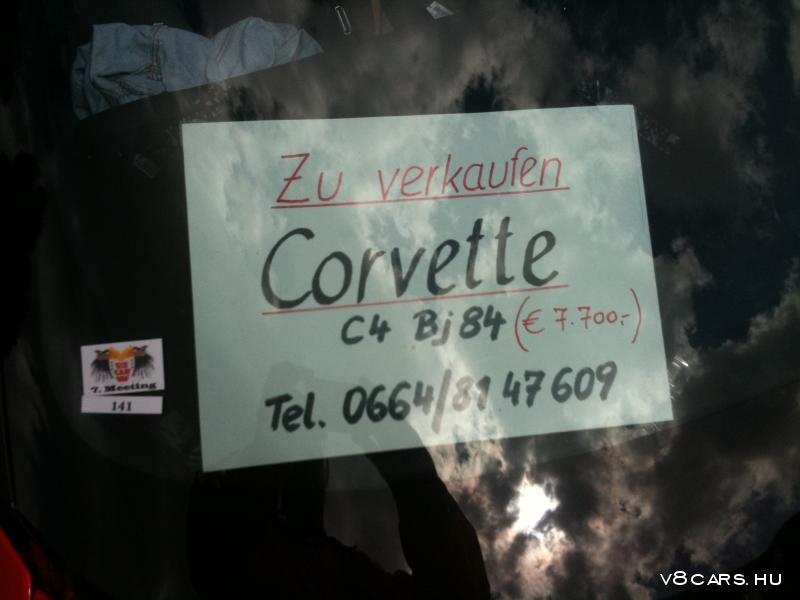 Zu verkaufen
Corvette
C4 Bj 84 (€ 7.700,-)
Tel. 0664/81 47 609
7. Meeting
141
V8CARS.HU